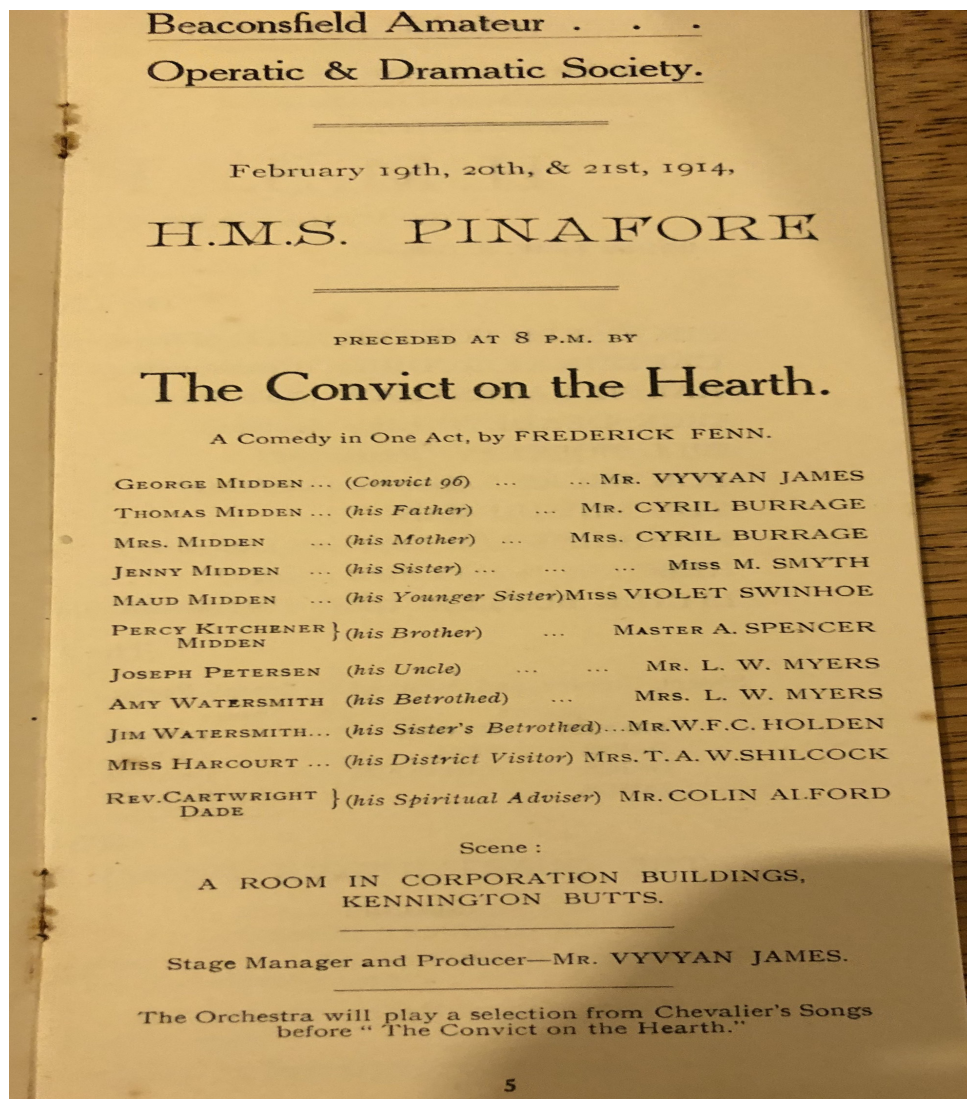 Beaconsfield Amateur . . .
Operatic & Dramatic Society.
February 19th, 20th, & 21st, 1914,
H.M.S. PINAFORE
PRECEDED AT 8 P.M. BY
The Convict on the Hearth.
A Comedy in One Act, by FREDERICK FENN.
GEORGE MIDDEN ... (Convict 96) ... ... MR. VYVYAN JAMES
THOMAS MIDDEN ... (his Father) ... MR. CYRIL BURRAGE
MRS. MIDDEN ... (his Mother) ... MRS. CYRIL BURRAGE
JENNY MIDDEN ... (his Sister) ... ... ... MISS M. SMYTH
MAUD MIDDEN ... (his Younger Sister) MISS VIOLET SWINHOE
PERCY KITCHENER } (his Brother) ... MASTER A. SPENCER
MIDDEN
JOSEPH PETERSEN (his Uncle) ... ... MR. L. W. MYERS
AMY WATERSMITH (his Betrothed) ... MRS. L. W. MYERS
JIM WATERSMITH... (his Sister's Betrothed)...MR.W.F.C. HOLDEN
MISS HARCOURT ... (his District Visitor) MRS. T. A. W.SHILCOCK
REV.CARTWRIGHT } (his Spiritual Adviser) MR. COLIN ALFORD
DADE
Scene :
A ROOM IN CORPORATION BUILDINGS,
KENNINGTON BUTTS.
Stage Manager and Producer—MR. VYVYAN JAMES.
The Orchestra will play a selection from Chevalier's Songs
before " The Convict on the Hearth."
5